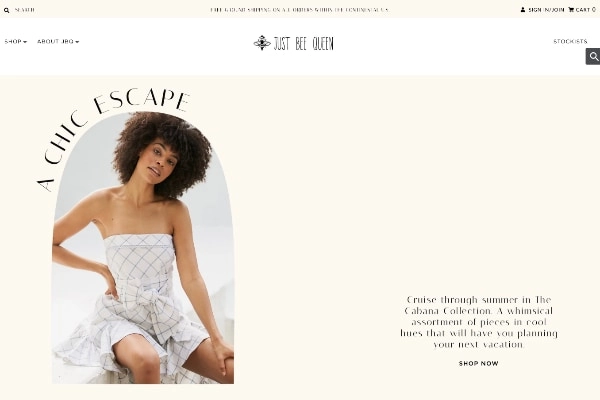 SEARCH
FREE GROUND SHIPPING ON ALL ORDERS WITHIN THE CONTINENTAL US
SIGN IN/JOIN
CART 0
SHOP
ABOUT JBQ
JUST BEE QUEEN
STOCKISTS
A CHIC ESCAPE
Cruise through summer in The
Cabana Collection. A whimsical
assortment of pieces in cool
hues that will have you planning
your next vacation.
SHOP NOW